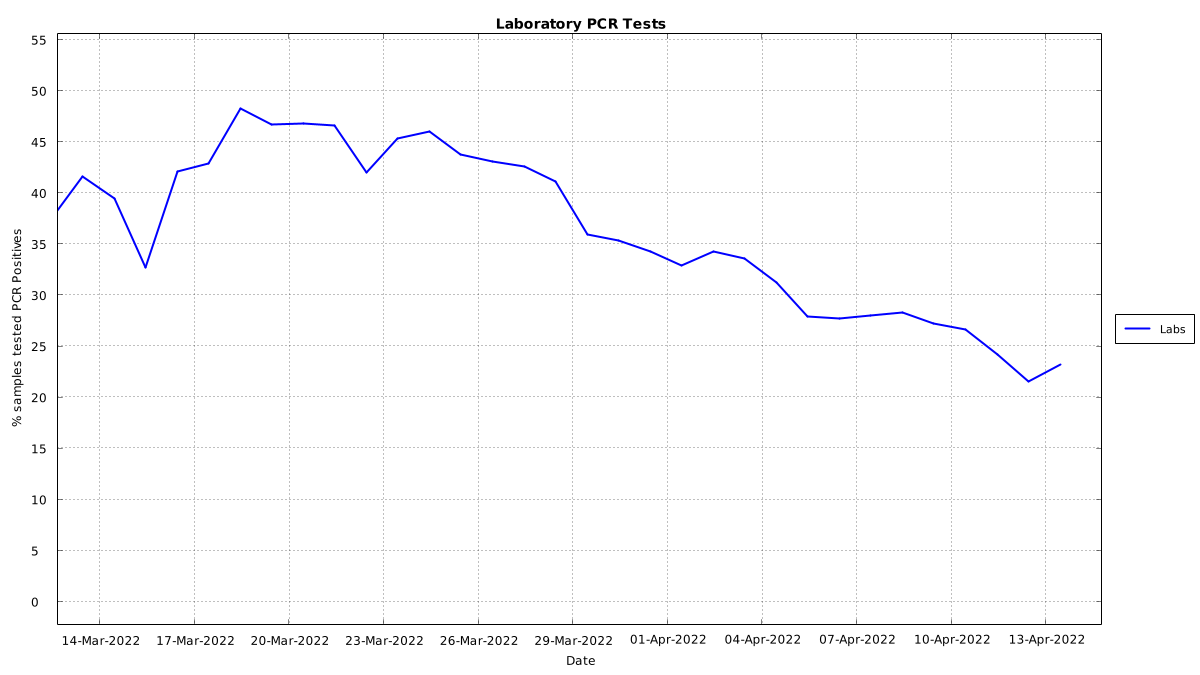 Laboratory PCR Tests
55
50
45
40
35
30
25
20
15
10
5
0
% samples tested PCR Positives
14-Mar-2022 17-Mar-2022 20-Mar-2022 23-Mar-2022 26-Mar-2022 29-Mar-2022 01-Apr-2022 04-Apr-2022 07-Apr-2022 10-Apr-2022 13-Apr-2022
Date
Labs